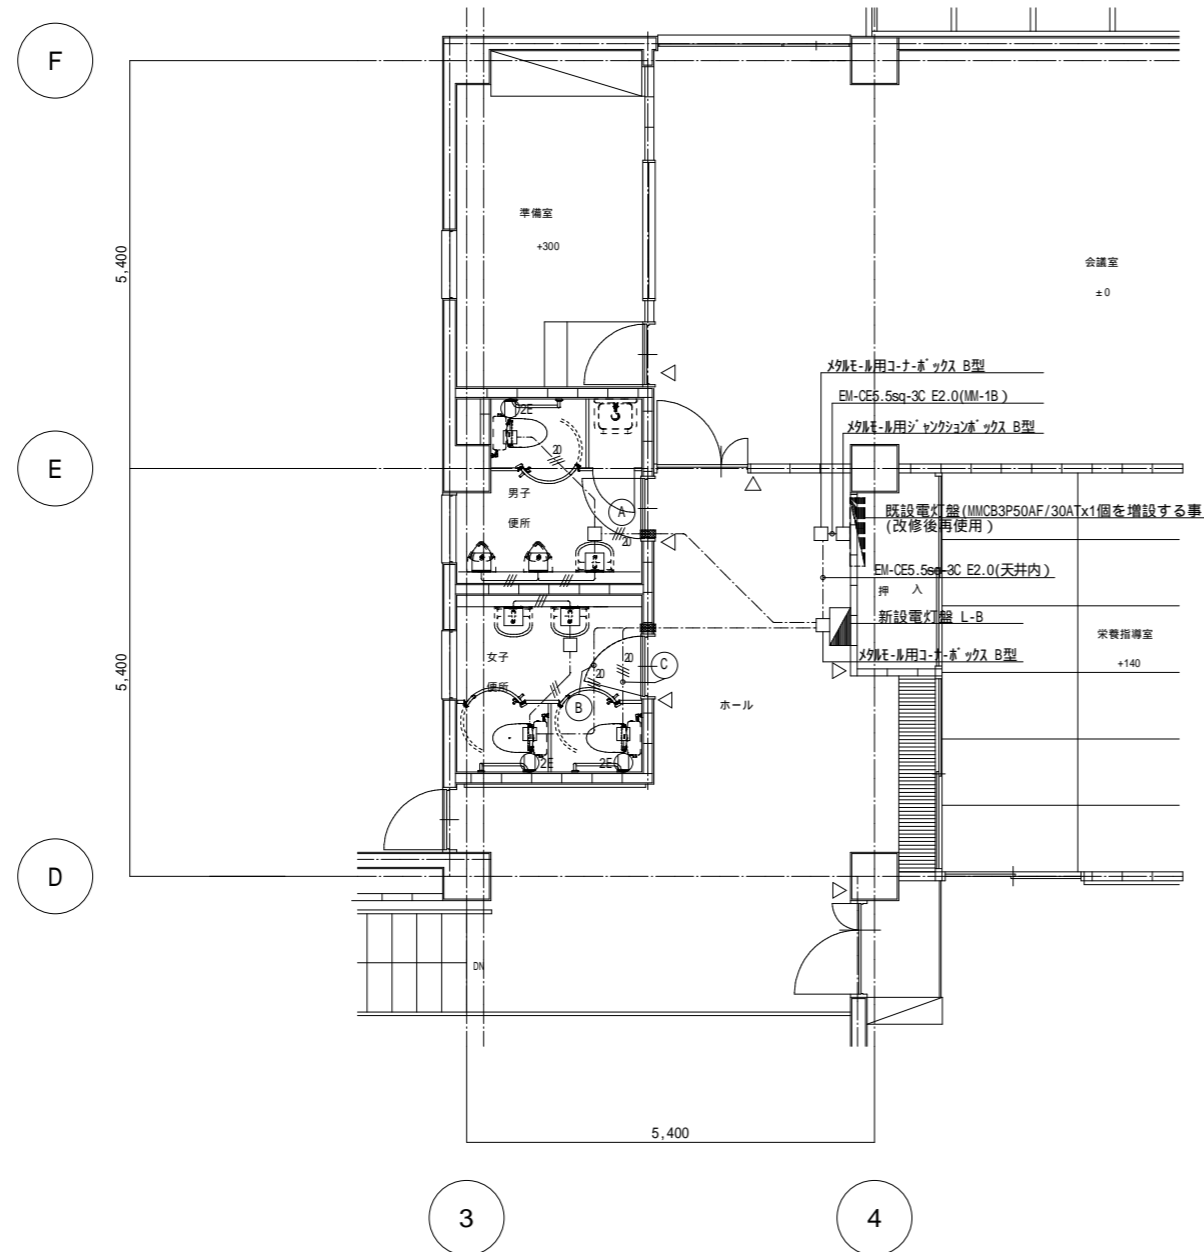 F
準備室
+300
5,400
会議室
±0
メタルモール用コーナーボックス B型
EM-CE5.5sq-3C E2.0(MM-1B)
メタルモール用ジャンクションボックス B型
2E
20
E
男子
便所
A
20
既設電灯盤(MMCB3P50AF/30ATx1個を増設する事
(改修後再使用)
EM-CE5.5sq-3C E2.0(天井内)
押 入
新設電灯盤 L-B
栄養指導室
+140
メタルモール用コーナーボックス B型
5,400
女子
便所
20
20
C
B
ホール
2E
2E
D
DN
5,400
3
4